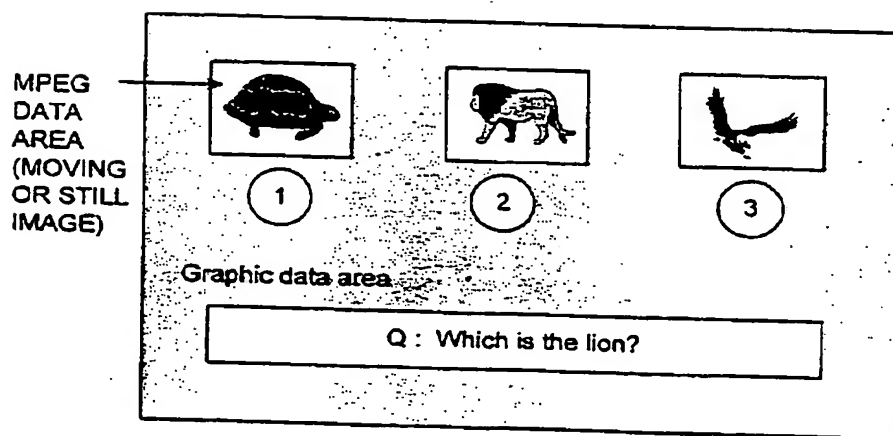 MPEG
DATA
AREA
(MOVING
OR STILL
IMAGE)
1
2
3
Graphic data area
Q : Which is the lion?